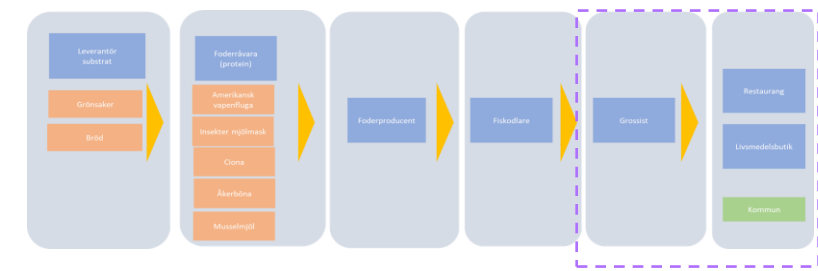 Leverantör
substrat
Grönsaker
Bröd
Foderråvara
(protein)
Amerikansk
vapenfluga
Insekter mjölmask
Ciona
Åkerböna
Musselmjöl
Foderproducent
Fiskodlare
Grossist
Restaurang
Livsmedelsbutik
Kommun